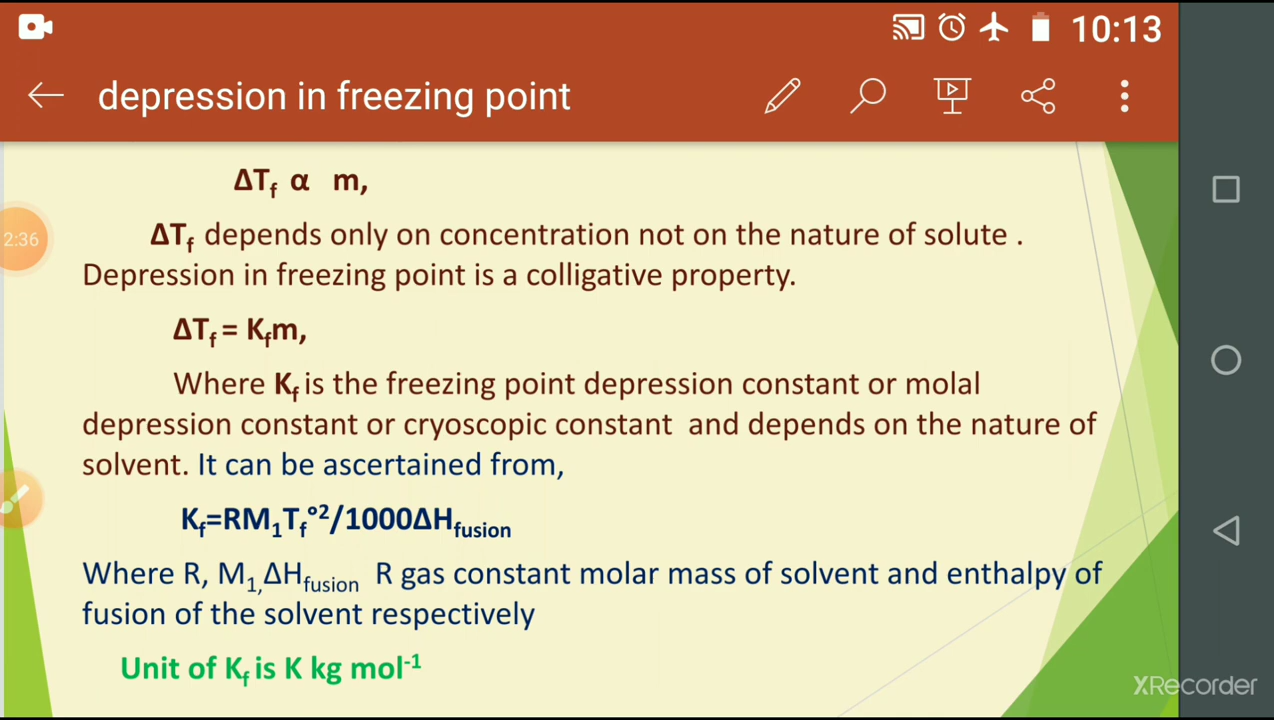 10:13
depression in freezing point
ΔTf α m,
2:36
ΔTf depends only on concentration not on the nature of solute .
Depression in freezing point is a colligative property.
ΔTf = Kfm,
Where Kf is the freezing point depression constant or molal
depression constant or cryoscopic constant and depends on the nature of
solvent. It can be ascertained from,
Kf=RM₁Tf°²/1000ΔHfusion
Where R, M₁,ΔHfusion R gas constant molar mass of solvent and enthalpy of
fusion of the solvent respectively
Unit of Kf is K kg mol⁻¹
XRecorder